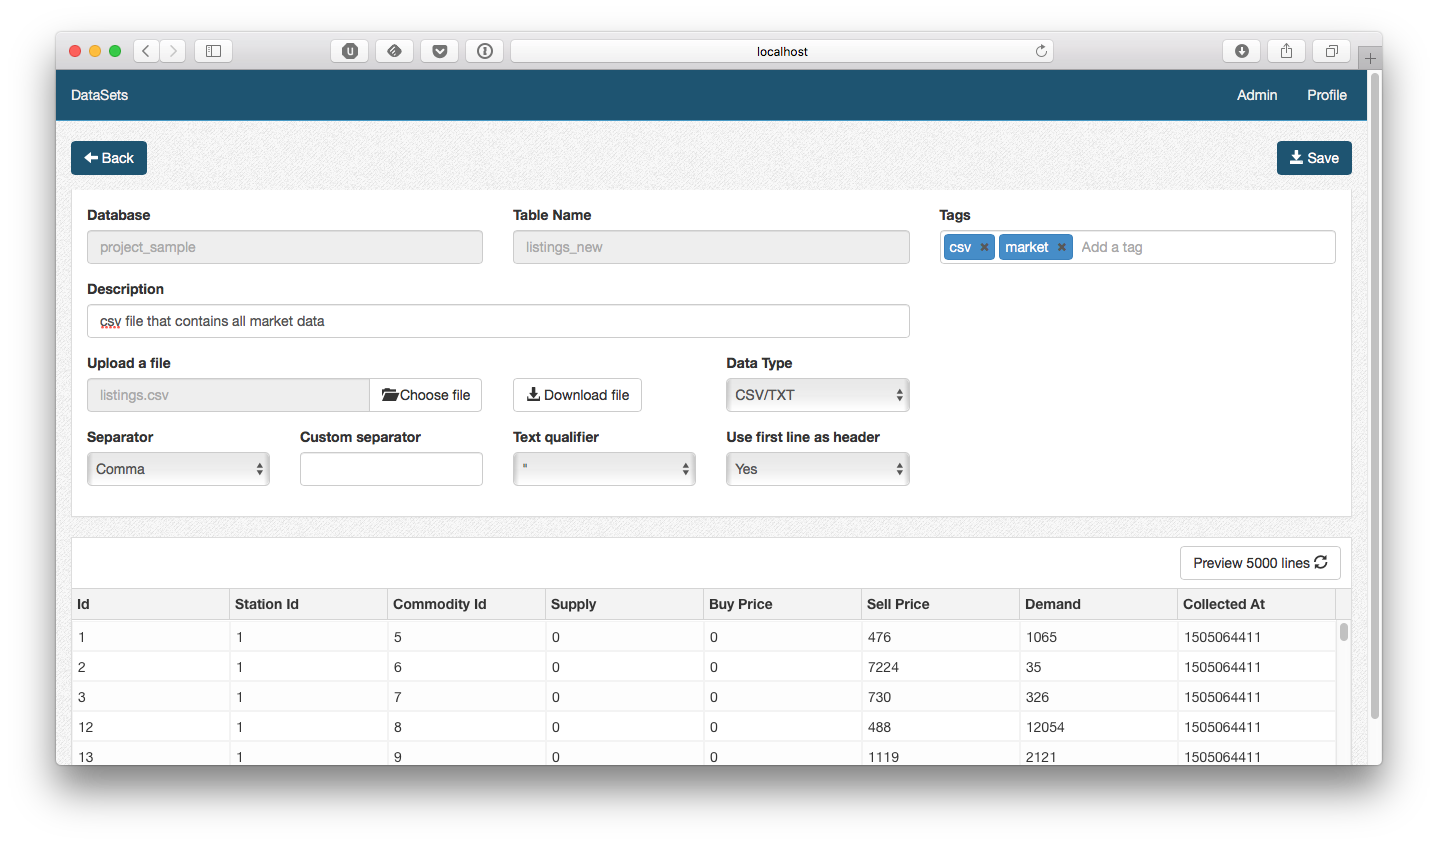 localhost
DataSets Admin Profile
Back Save
Database Table Name Tags
project_sample listings_new csv market Add a tag
Description
csv file that contains all market data
Upload a file Data Type
listings.csv Choose file Download file CSV/TXT
Separator Custom separator Text qualifier Use first line as header
Comma " Yes
Preview 5000 lines
Id Station Id Commodity Id Supply Buy Price Sell Price Demand Collected At
1 1 5 0 0 476 1065 1505064411
2 1 6 0 0 7224 35 1505064411
3 1 7 0 0 730 326 1505064411
12 1 8 0 0 488 12054 1505064411
13 1 9 0 0 1119 2121 1505064411